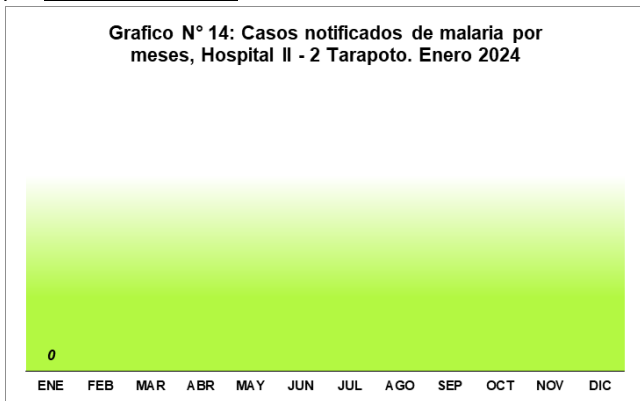 Grafico N° 14: Casos notificados de malaria por
meses, Hospital II - 2 Tarapoto. Enero 2024
0
ENE FEB MAR ABR MAY JUN JUL AGO SEP OCT NOV DIC